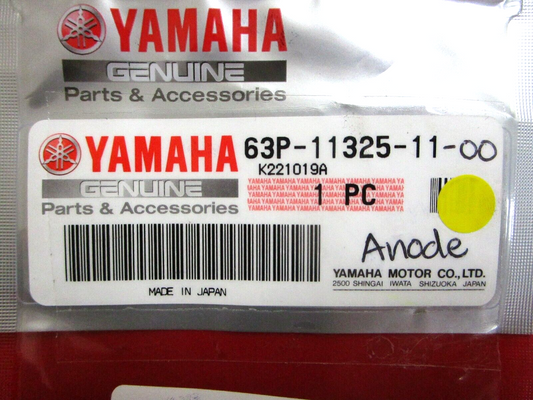 YAMAHA
GENUINE
Parts & Accessories
YAMAHA 63P-11325-11-00
K221019A
GENUINE
1 PC
Parts & Accessories
Anode
YAMAHA MOTOR CO.,LTD.
2500 SHINGAI IWATA SHIZUOKA JAPAN
MADE IN JAPAN